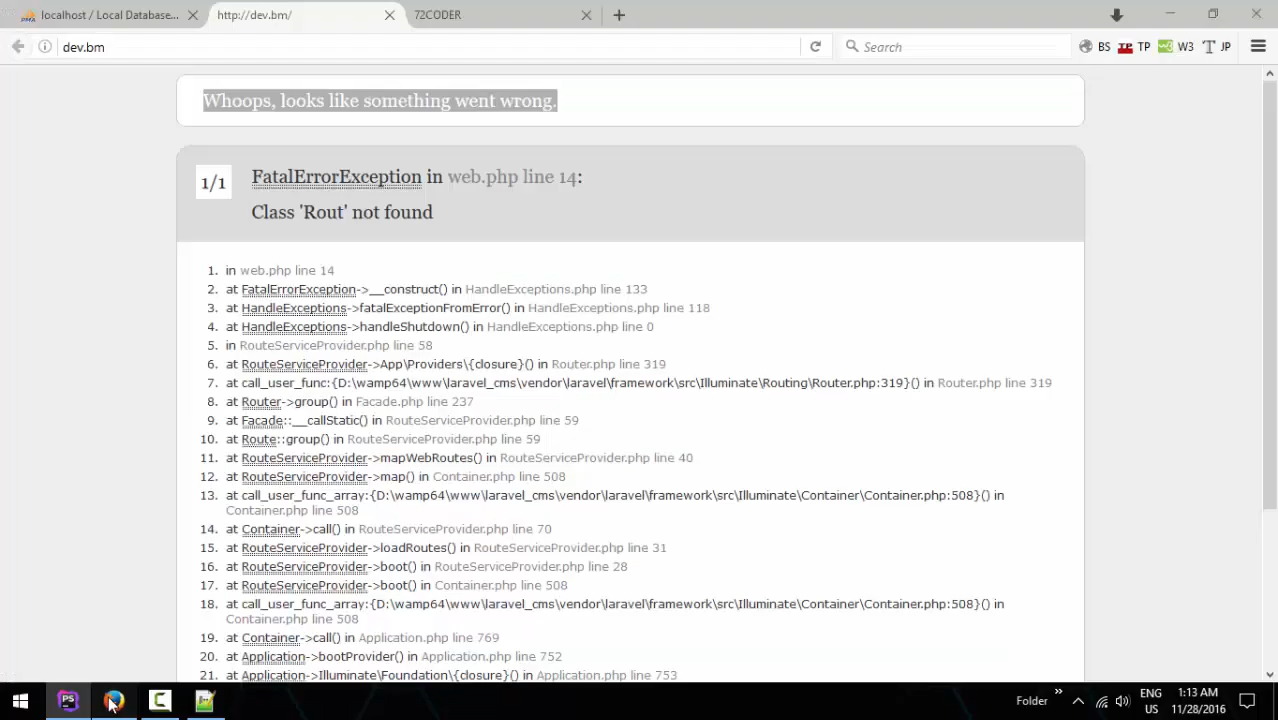 localhost / Local Database...
http://dev.bm/
72CODER
dev.bm
Search
BS
TP
W3
JP
Whoops, looks like something went wrong.
1/1
FatalErrorException in web.php line 14:
Class 'Rout' not found
1. in web.php line 14
2. at FatalErrorException->__construct() in HandleExceptions.php line 133
3. at HandleExceptions->fatalExceptionFromError() in HandleExceptions.php line 118
4. at HandleExceptions->handleShutdown() in HandleExceptions.php line 0
5. in RouteServiceProvider.php line 58
6. at RouteServiceProvider->App\Providers\{closure}() in Router.php line 319
7. at call_user_func:{D:\wamp64\www\laravel_cms\vendor\laravel\framework\src\Illuminate\Routing\Router.php:319}() in Router.php line 319
8. at Router->group() in Facade.php line 237
9. at Facade::__callStatic() in RouteServiceProvider.php line 59
10. at Route::group() in RouteServiceProvider.php line 59
11. at RouteServiceProvider->mapWebRoutes() in RouteServiceProvider.php line 40
12. at RouteServiceProvider->map() in Container.php line 508
13. at call_user_func_array:{D:\wamp64\www\laravel_cms\vendor\laravel\framework\src\Illuminate\Container\Container.php:508}() in
Container.php line 508
14. at Container->call() in RouteServiceProvider.php line 70
15. at RouteServiceProvider->loadRoutes() in RouteServiceProvider.php line 31
16. at RouteServiceProvider->boot() in RouteServiceProvider.php line 28
17. at RouteServiceProvider->boot() in Container.php line 508
18. at call_user_func_array:{D:\wamp64\www\laravel_cms\vendor\laravel\framework\src\Illuminate\Container\Container.php:508}() in
Container.php line 508
19. at Container->call() in Application.php line 769
20. at Application->bootProvider() in Application.php line 752
21. at Application->Illuminate\Foundation\{closure}() in Application.php line 753
PS
Folder
ENG
US
1:13 AM
11/28/2016